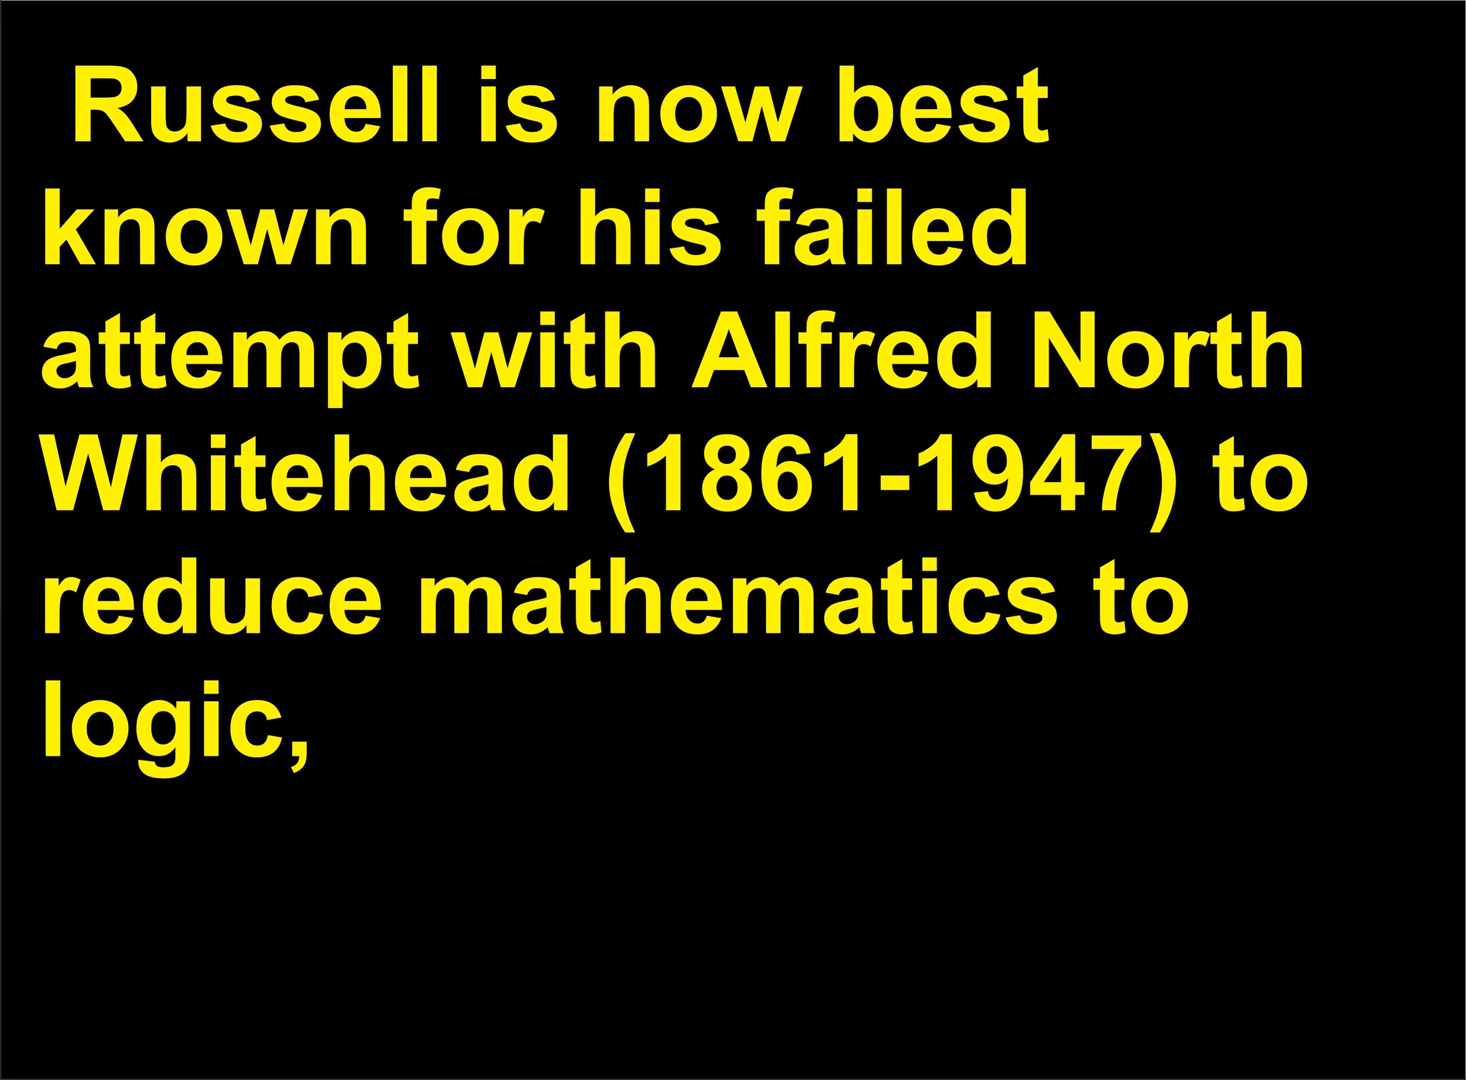 Russell is now best
known for his failed
attempt with Alfred North
Whitehead (1861-1947) to
reduce mathematics to
logic,